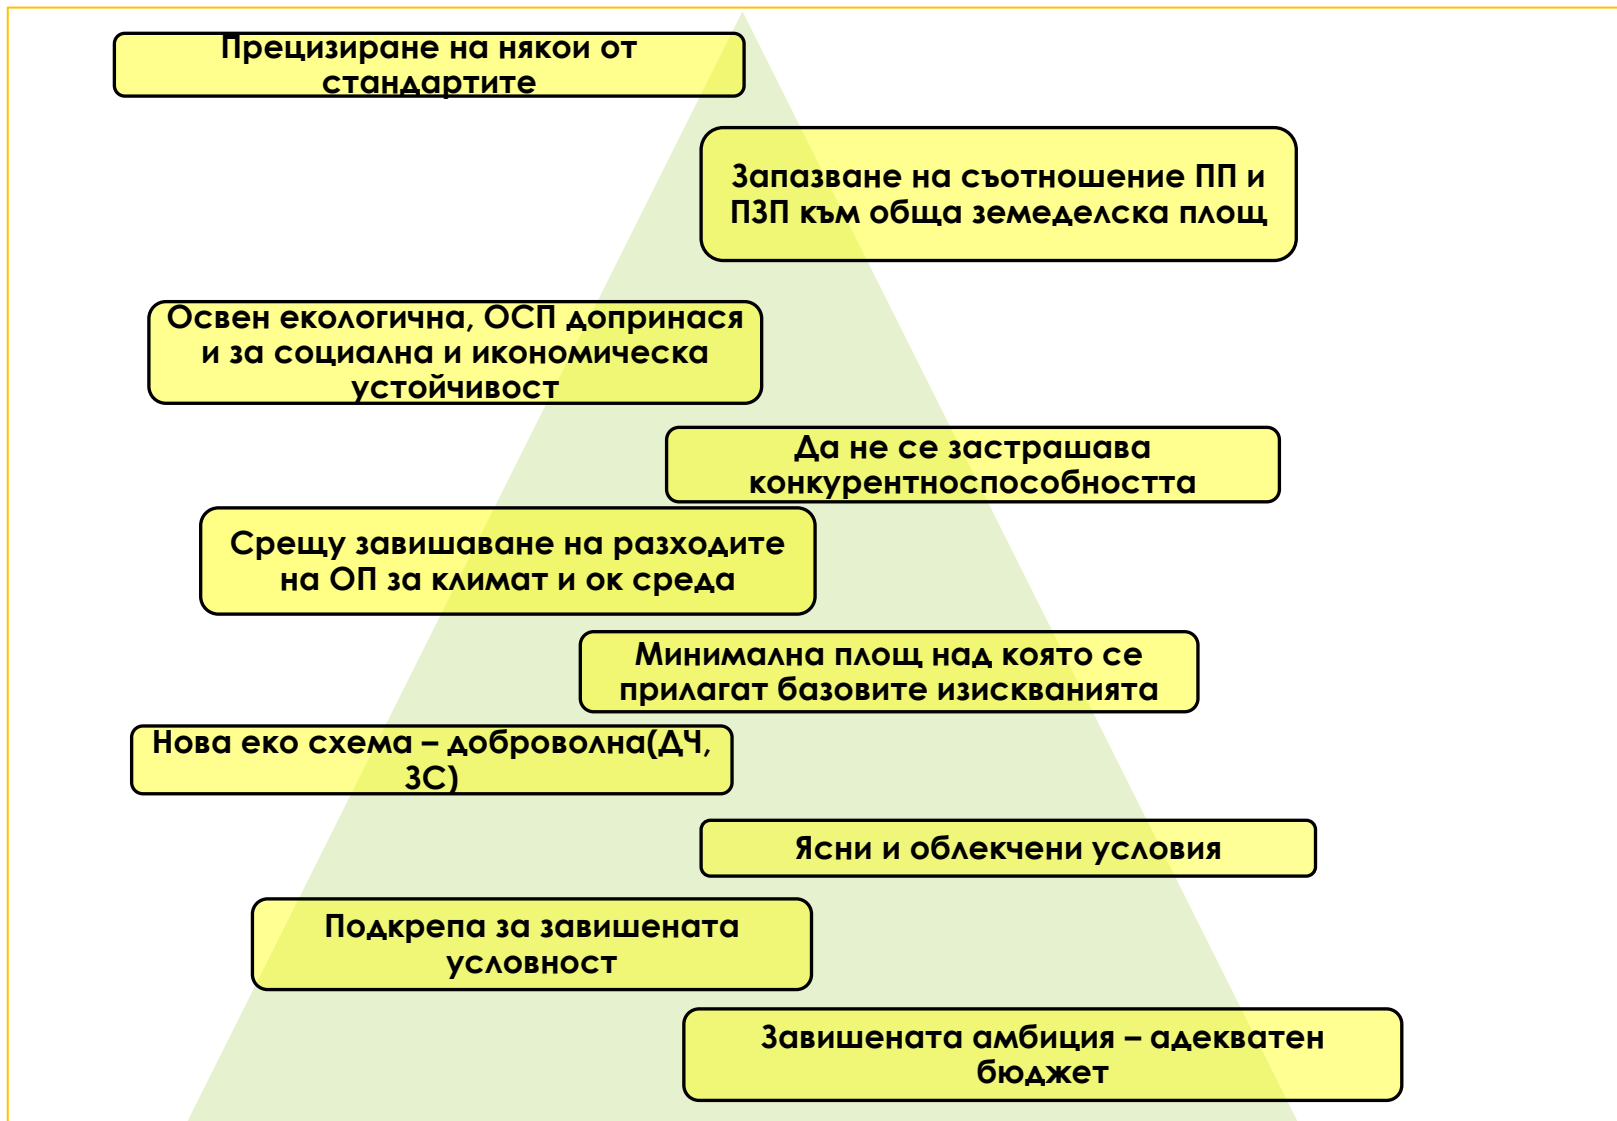 Прецизиране на някои от
стандартите
Запазване на съотношение ПП и
ПЗП към обща земеделска площ
Освен екологична, ОСП допринася
и за социална и икономическа
устойчивост
Да не се застрашава
конкурентноспособността
Срещу завишаване на разходите
на ОП за климат и ок среда
Минимална площ над която се
прилагат базовите изискванията
Нова еко схема – доброволна(ДЧ,
ЗС)
Ясни и облекчени условия
Подкрепа за завишената
условност
Завишената амбиция – адекватен
бюджет